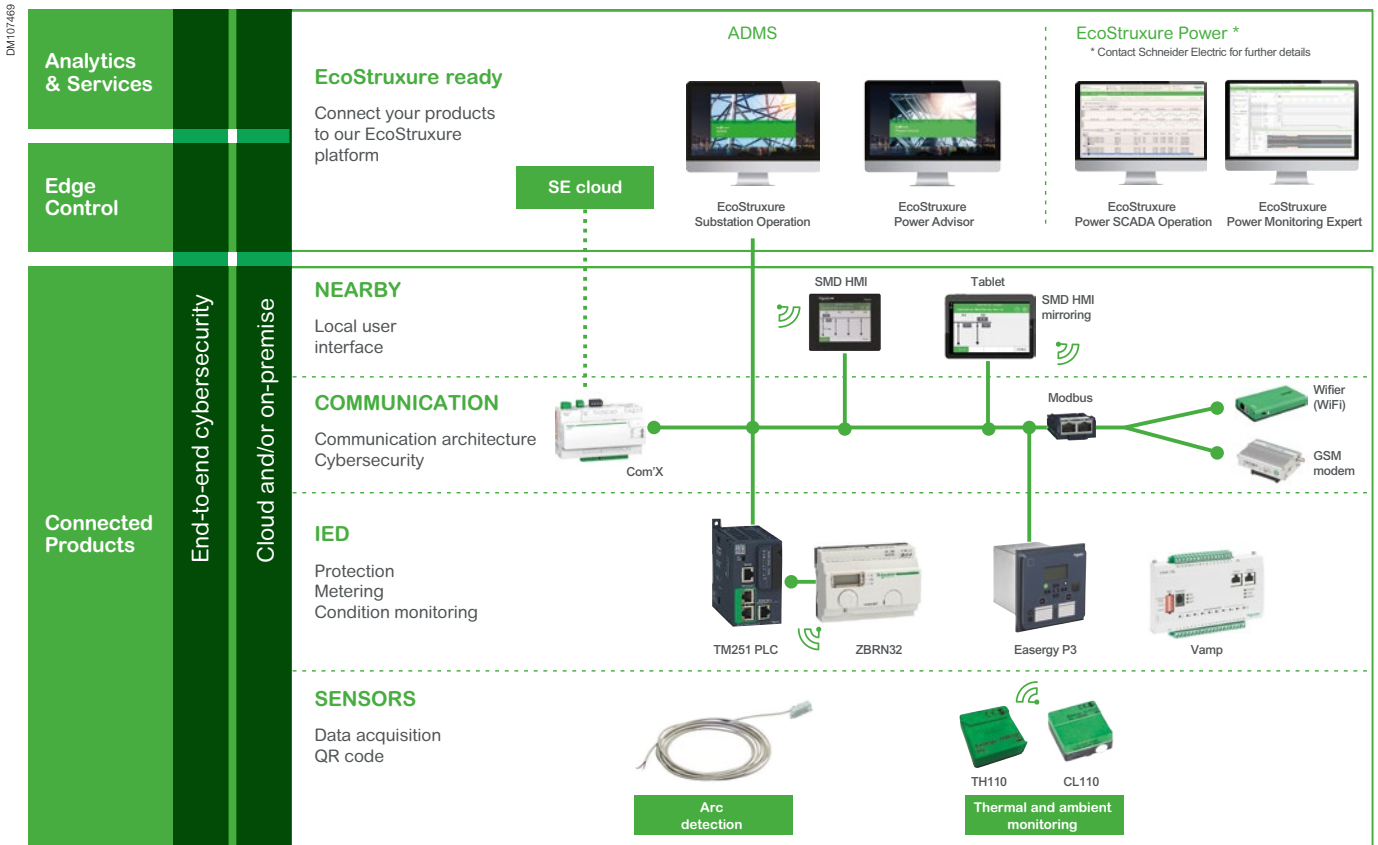 DM107469
Analytics
& Services
Edge
Control
Connected
Products
End-to-end cybersecurity
Cloud and/or on-premise
EcoStruxure ready
Connect your products
to our EcoStruxure
platform
SE cloud
ADMS
EcoStruxure
Substation Operation
EcoStruxure
Power Advisor
EcoStruxure Power *
* Contact Schneider Electric for further details
EcoStruxure
Power SCADA Operation
EcoStruxure
Power Monitoring Expert
NEARBY
Local user
interface
SMD HMI
Tablet
SMD HMI
mirroring
COMMUNICATION
Communication architecture
Cybersecurity
Com'X
Modbus
Wifier
(WiFi)
GSM
modem
IED
Protection
Metering
Condition monitoring
TM251 PLC
ZBRN32
Easergy P3
Vamp
SENSORS
Data acquisition
QR code
Arc
detection
TH110
CL110
Thermal and ambient
monitoring